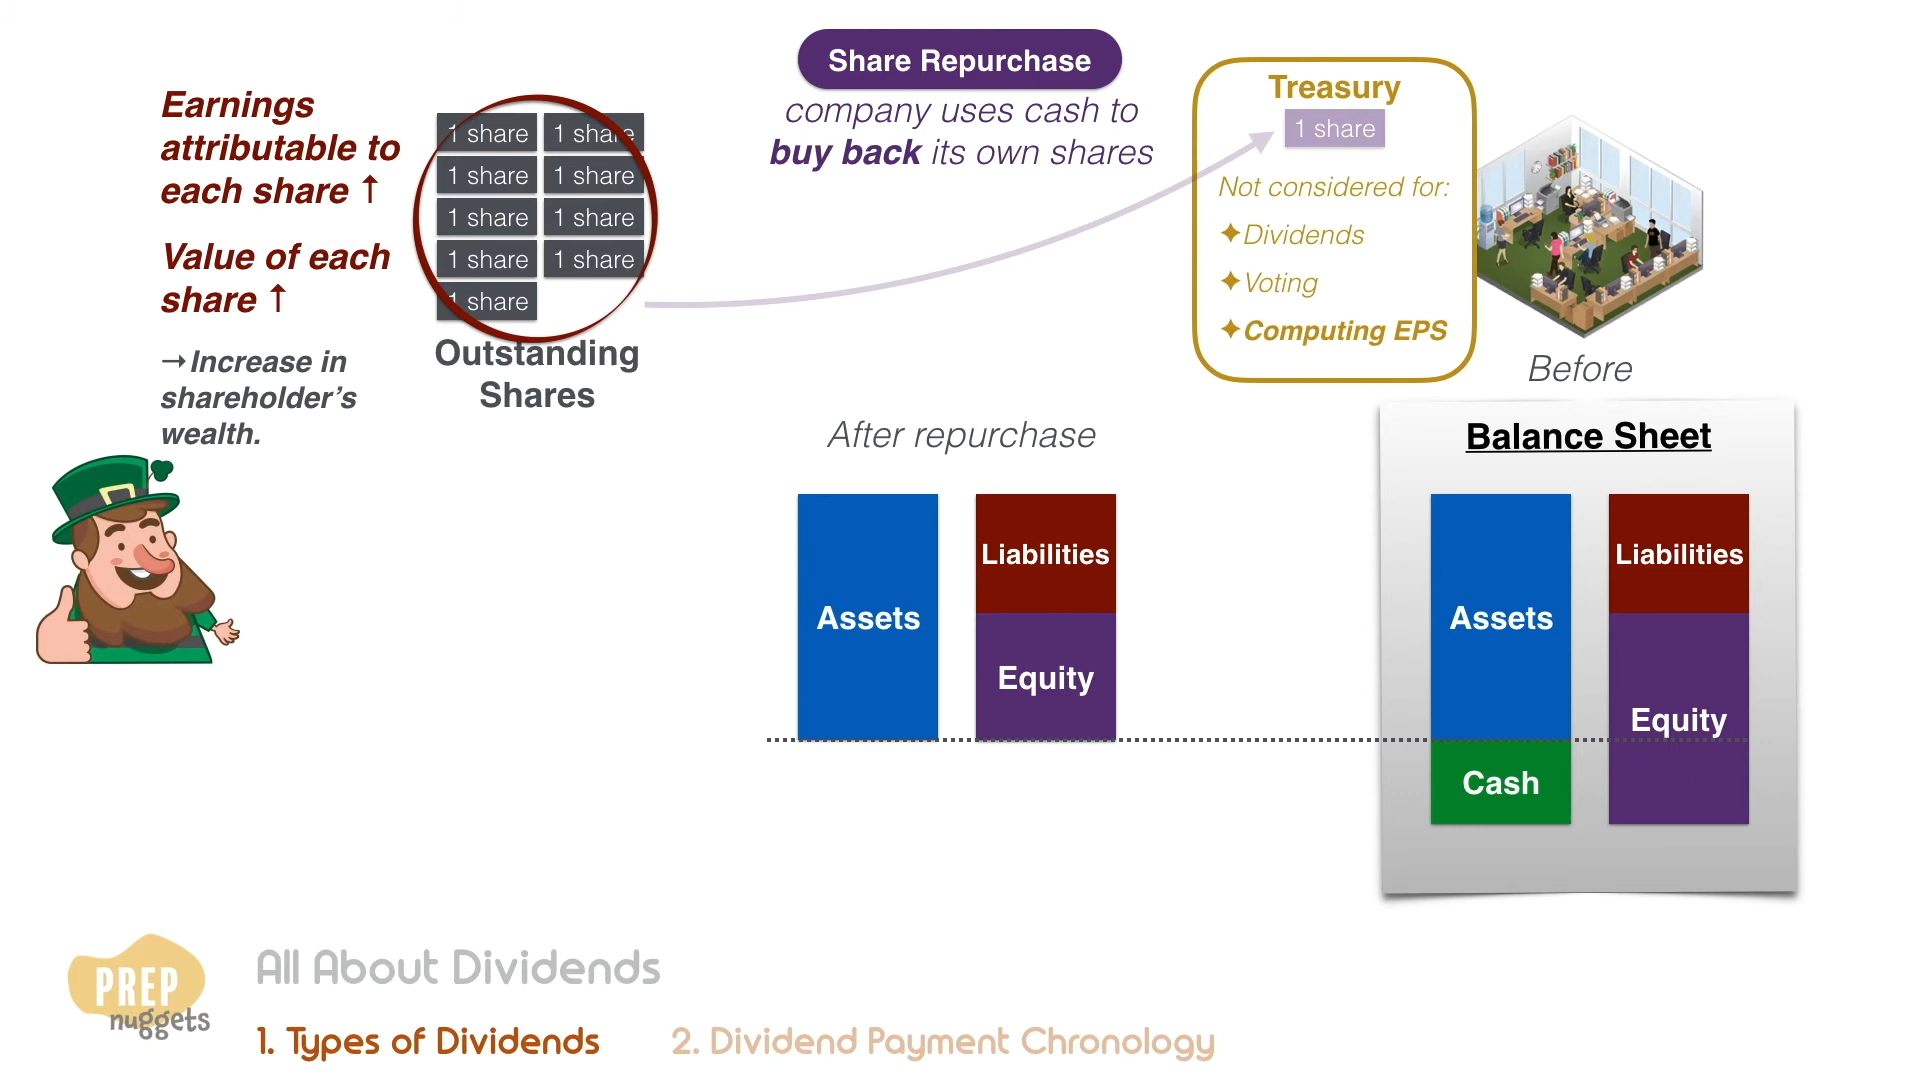 Share Repurchase
company uses cash to
buy back its own shares
Earnings
attributable to
each share ↑
Value of each
share ↑
→Increase in
shareholder’s
wealth.
1 share 1 share
1 share 1 share
1 share 1 share
1 share 1 share
1 share
Outstanding
Shares
Treasury
1 share
Not considered for:
✦Dividends
✦Voting
✦Computing EPS
Before
After repurchase
Assets
Liabilities
Equity
Balance Sheet
Assets
Liabilities
Equity
Cash
PREP
nuggets
All About Dividends
1. Types of Dividends 2. Dividend Payment Chronology